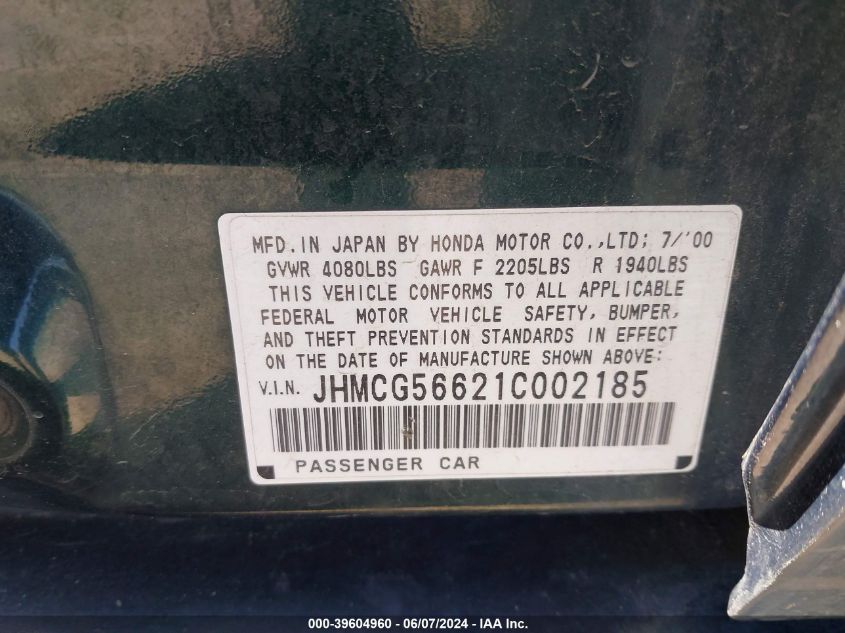 MFD.IN JAPAN BY HONDA MOTOR CO.,LTD; 7/'00
GVWR 4080LBS GAWR F 2205LBS R 1940LBS
THIS VEHICLE CONFORMS TO ALL APPLICABLE
FEDERAL MOTOR VEHICLE SAFETY, BUMPER,
AND THEFT PREVENTION STANDARDS IN EFFECT
ON THE DATE OF MANUFACTURE SHOWN ABOVE:
V.I.N. JHMCG56621C002185
PASSENGER CAR
000-39604960 - 06/07/2024 - IAA Inc.